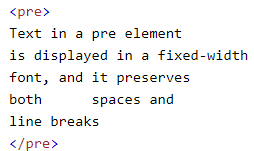 <pre>
Text in a pre element
is displayed in a fixed-width
font, and it preserves
both      spaces and
line breaks
</pre>